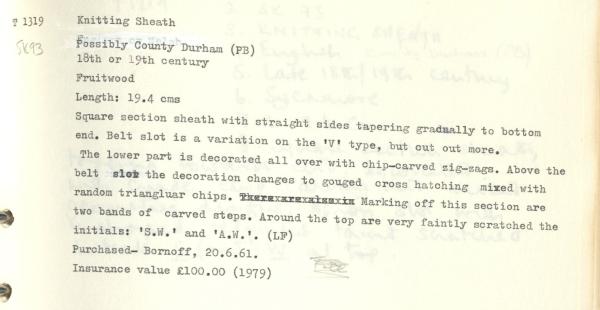 T 1319 Knitting Sheath
SK93 Possibly County Durham (PB)
18th or 19th century
Fruitwood
Length: 19.4 cms
Square section sheath with straight sides tapering gradually to bottom
end. Belt slot is a variation on the 'V' type, but cut out more.
The lower part is decorated all over with chip-carved zig-zags. Above the
belt slot the decoration changes to gouged cross hatching mixed with
random triangluar chips. Marking off this section are
two bands of carved steps. Around the top are very faintly scratched the
initials: 'S.W.' and 'A.W.'. (LF)
Purchased- Bornoff, 20.6.61.
Insurance value £100.00 (1979)